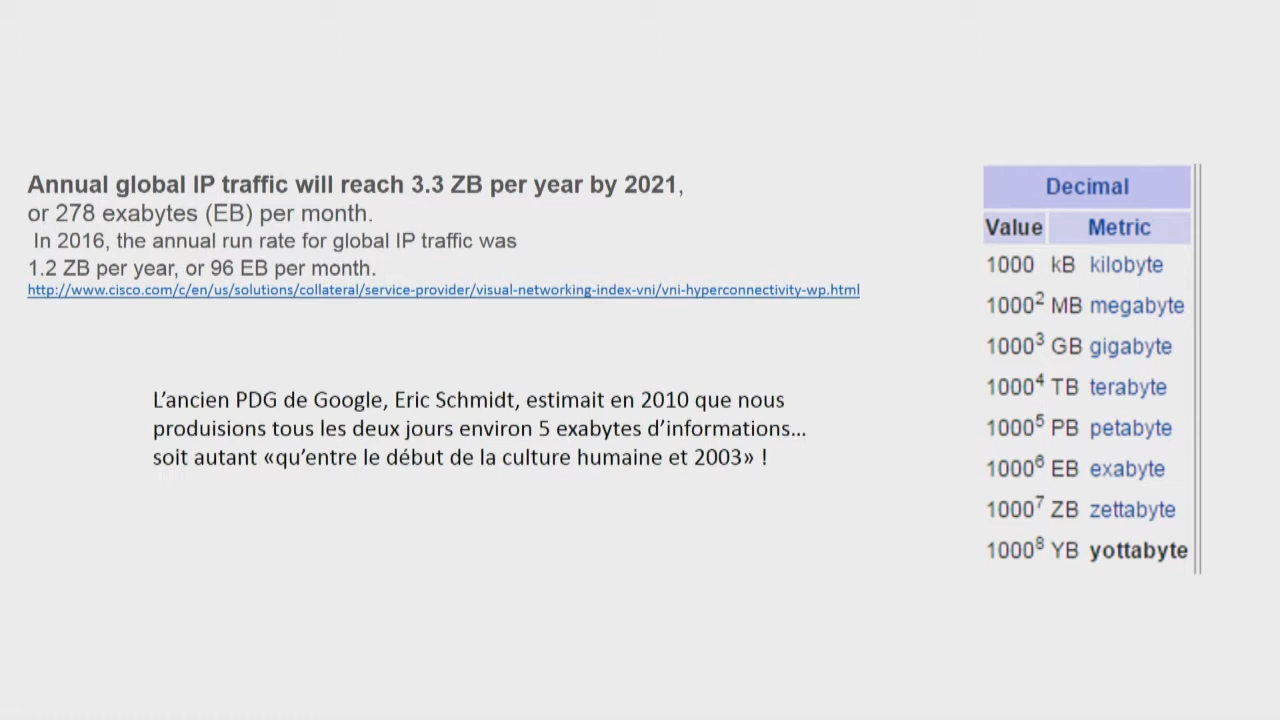 Annual global IP traffic will reach 3.3 ZB per year by 2021,
or 278 exabytes (EB) per month.
In 2016, the annual run rate for global IP traffic was
1.2 ZB per year, or 96 EB per month.
http://www.cisco.com/c/en/us/solutions/collateral/service-provider/visual-networking-index-vni/vni-hyperconnectivity-wp.html
L’ancien PDG de Google, Eric Schmidt, estimait en 2010 que nous
produisions tous les deux jours environ 5 exabytes d’informations…
soit autant «qu’entre le début de la culture humaine et 2003» !
Decimal
Value Metric
1000 kB kilobyte
1000² MB megabyte
1000³ GB gigabyte
1000⁴ TB terabyte
1000⁵ PB petabyte
1000⁶ EB exabyte
1000⁷ ZB zettabyte
1000⁸ YB yottabyte